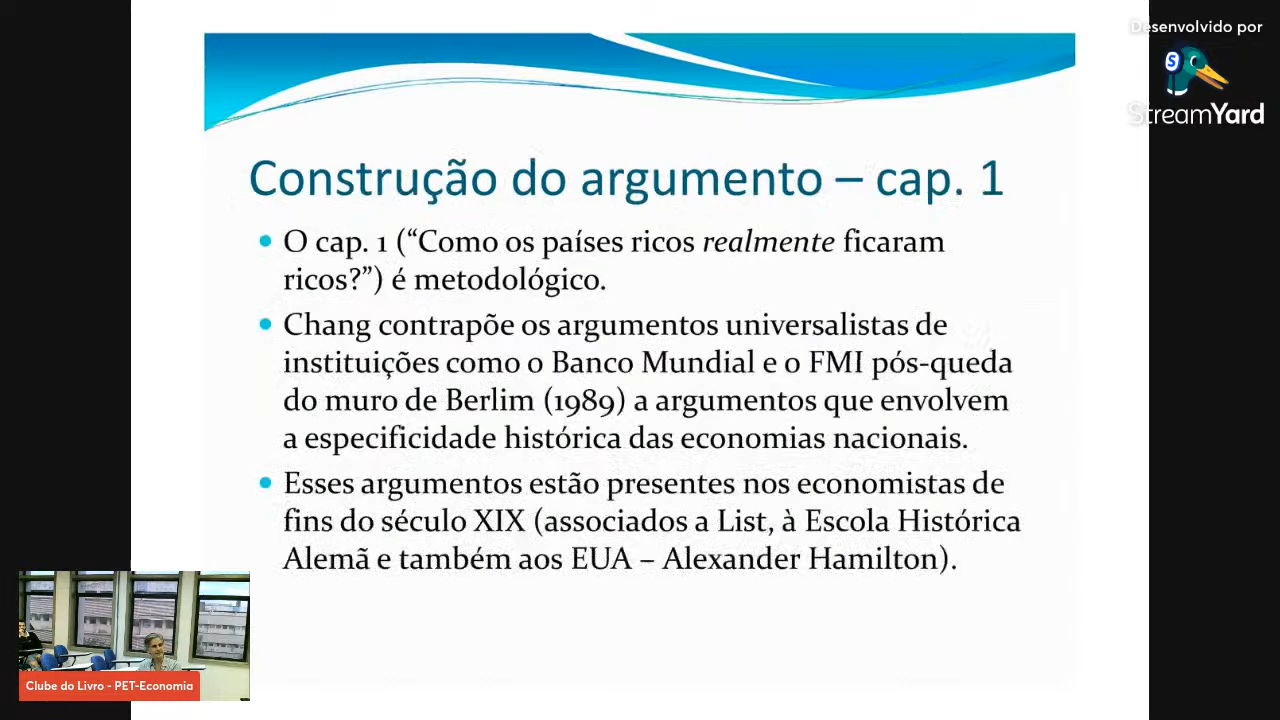 Desenvolvido por
StreamYard
Construção do argumento – cap. 1
O cap. 1 (“Como os países ricos realmente ficaram
ricos?”) é metodológico.
Chang contrapõe os argumentos universalistas de
instituições como o Banco Mundial e o FMI pós-queda
do muro de Berlim (1989) a argumentos que envolvem
a especificidade histórica das economias nacionais.
Esses argumentos estão presentes nos economistas de
fins do século XIX (associados a List, à Escola Histórica
Alemã e também aos EUA – Alexander Hamilton).
Clube do Livro - PET-Economia